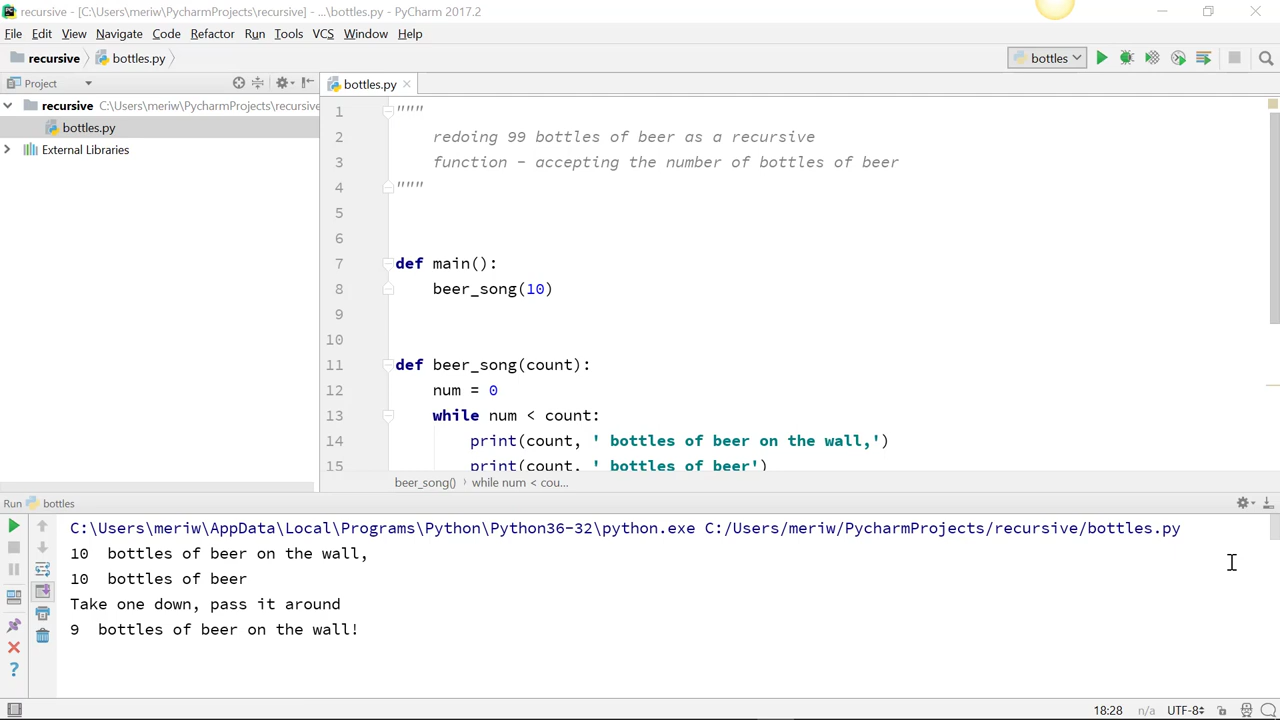 recursive - [C:\Users\meriw\PycharmProjects\recursive] - ...\bottles.py - PyCharm 2017.2
File Edit View Navigate Code Refactor Run Tools VCS Window Help
recursive bottles.py bottles
Project bottles.py
recursive C:\Users\meriw\PycharmProjects\recursive
bottles.py
External Libraries
1 """
2 redoing 99 bottles of beer as a recursive
3 function - accepting the number of bottles of beer
4 """
5
6
7 def main():
8 beer_song(10)
9
10
11 def beer_song(count):
12 num = 0
13 while num < count:
14 print(count, ' bottles of beer on the wall,')
15 print(count, ' bottles of beer')
beer_song() while num < cou...
Run bottles
C:\Users\meriw\AppData\Local\Programs\Python\Python36-32\python.exe C:/Users/meriw/PycharmProjects/recursive/bottles.py
10  bottles of beer on the wall,
10  bottles of beer
Take one down, pass it around
9  bottles of beer on the wall!
18:28 n/a UTF-8